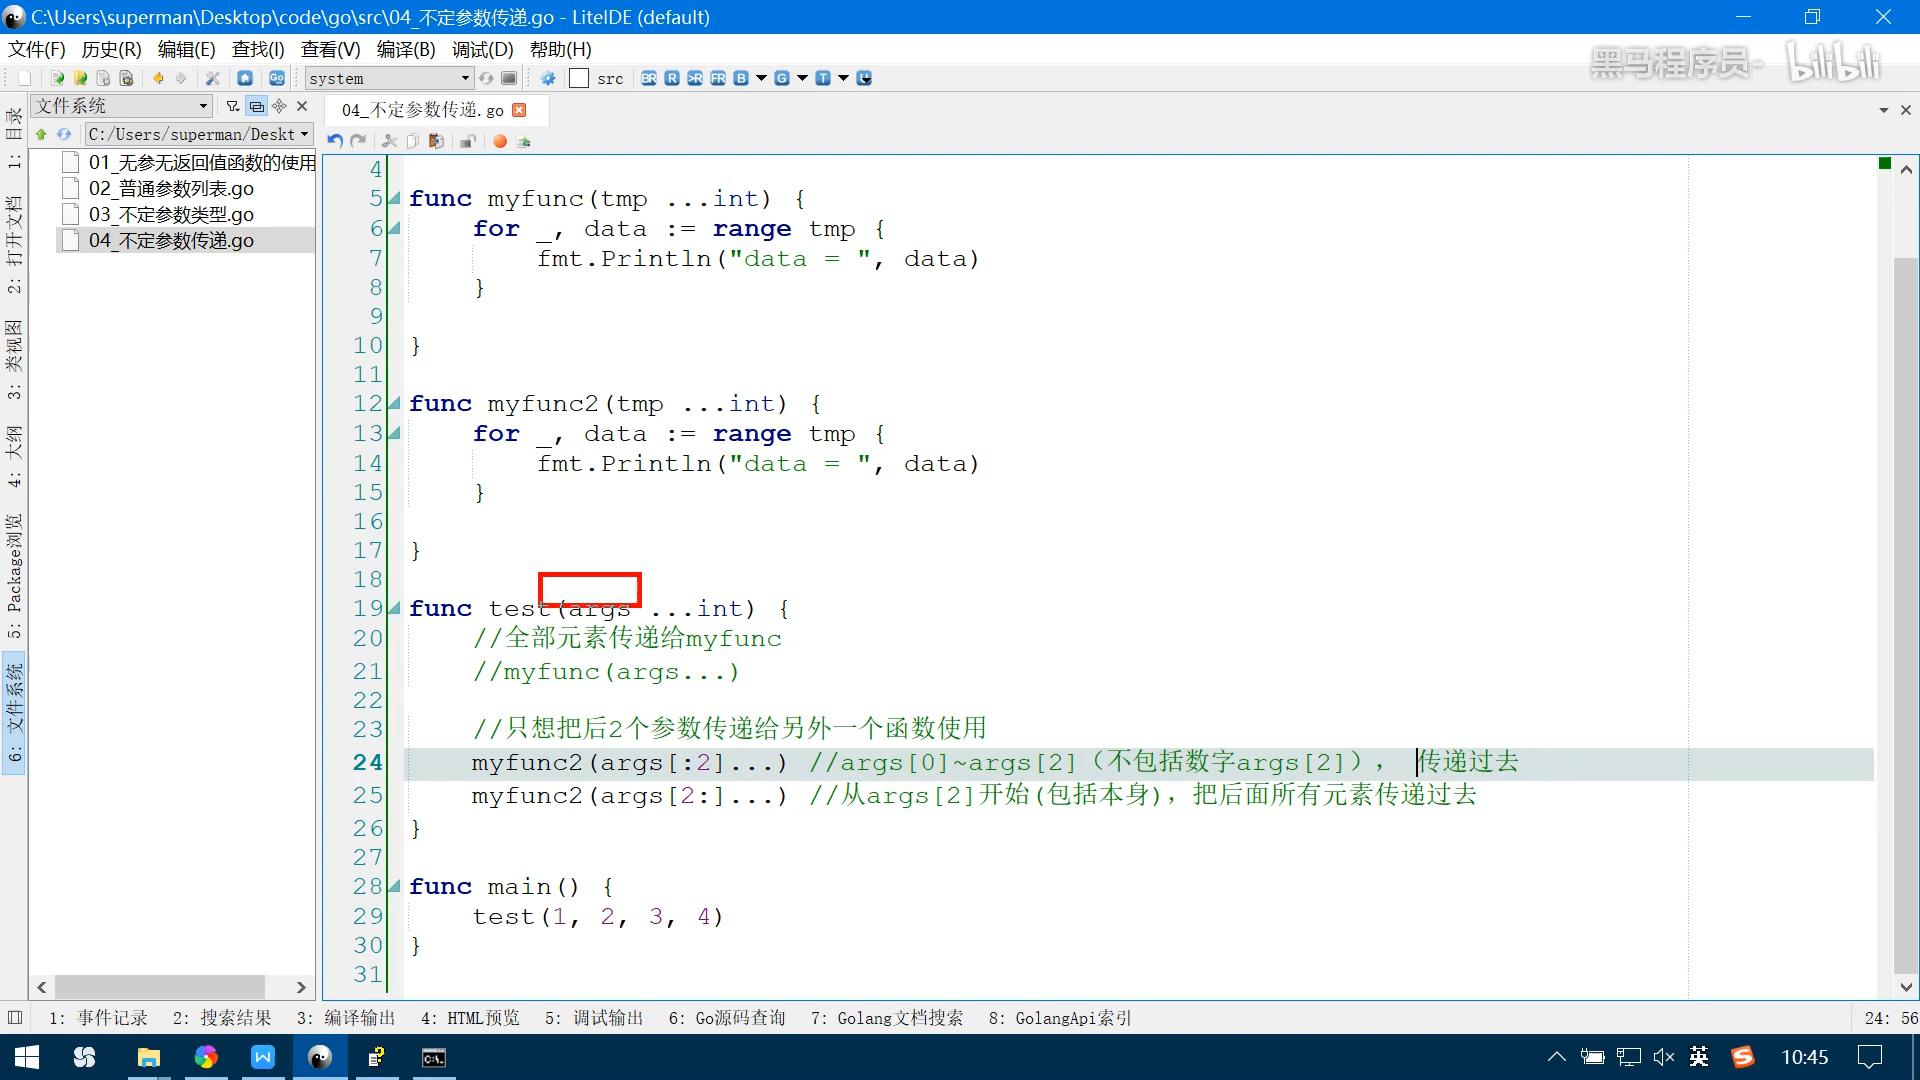 C:\Users\superman\Desktop\code\go\src\04_不定参数传递.go - LiteIDE (default)
文件(F) 历史(R) 编辑(E) 查找(I) 查看(V) 编译(B) 调试(D) 帮助(H)
黑马程序员- bilibili
Go system src BR R >R FR B G T
文件系统
04_不定参数传递.go
C:/Users/superman/Deskt
01_无参无返回值函数的使用
02_普通参数列表.go
03_不定参数类型.go
04_不定参数传递.go
1: 目录
2: 打开文档
3: 类视图
4: 大纲
5: Package浏览
6: 文件系统
4
5 func myfunc(tmp ...int) {
6 for _, data := range tmp {
7 fmt.Println("data = ", data)
8 }
9
10 }
11
12 func myfunc2(tmp ...int) {
13 for _, data := range tmp {
14 fmt.Println("data = ", data)
15 }
16
17 }
18
19 func test(args ...int) {
20 //全部元素传递给myfunc
21 //myfunc(args...)
22
23 //只想把后2个参数传递给另外一个函数使用
24 myfunc2(args[:2]...) //args[0]~args[2]（不包括数字args[2]）， 传递过去
25 myfunc2(args[2:]...) //从args[2]开始(包括本身)，把后面所有元素传递过去
26 }
27
28 func main() {
29 test(1, 2, 3, 4)
30 }
31
1: 事件记录 2: 搜索结果 3: 编译输出 4: HTML预览 5: 调试输出 6: Go源码查询 7: Golang文档搜索 8: GolangApi索引 24: 56
英 10:45